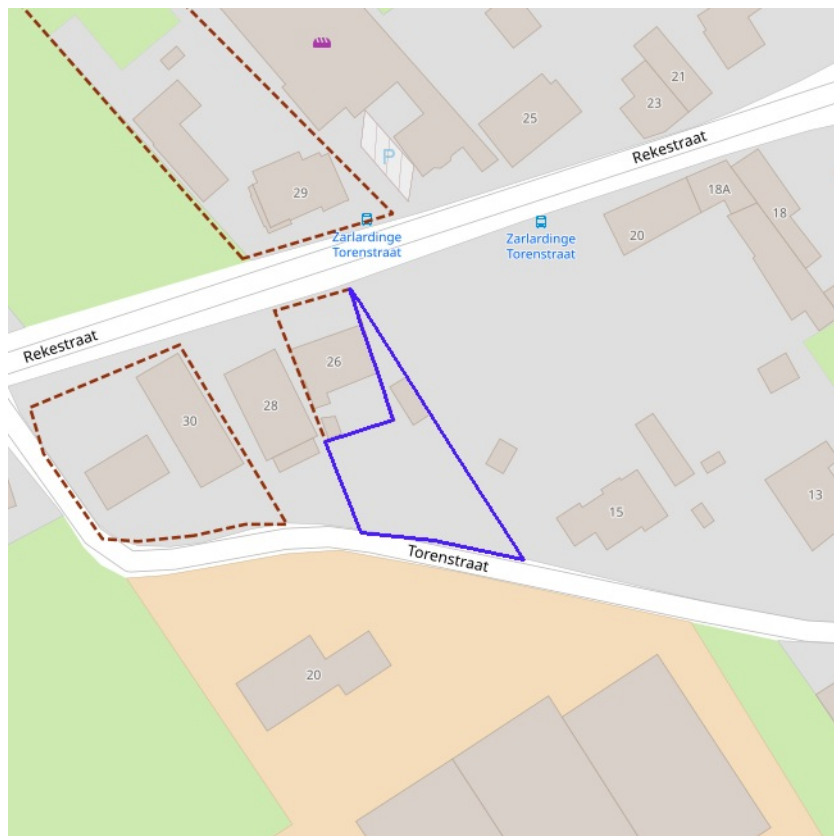 21
23
25
Rekestraat
P
29
18A
18
20
Zarlardinge
Torenstraat
Zarlardinge
Torenstraat
Rekestraat
26
28
30
15
13
Torenstraat
20